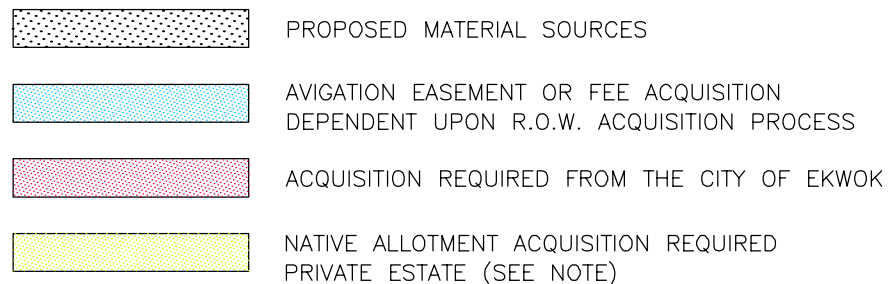 PROPOSED MATERIAL SOURCES
AVIGATION EASEMENT OR FEE ACQUISITION
DEPENDENT UPON R.O.W. ACQUISITION PROCESS
ACQUISITION REQUIRED FROM THE CITY OF EKWOK
NATIVE ALLOTMENT ACQUISITION REQUIRED
PRIVATE ESTATE (SEE NOTE)